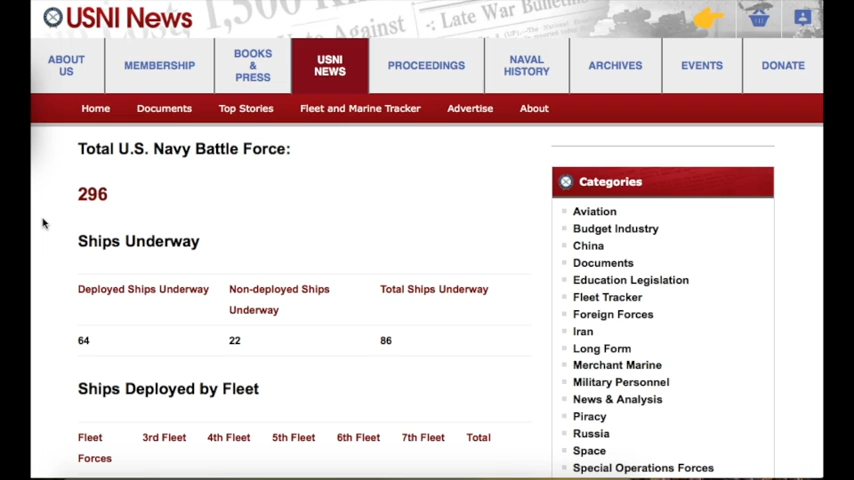 USNI News
Against
Late War Bulletins
ABOUT US
MEMBERSHIP
BOOKS & PRESS
USNI NEWS
PROCEEDINGS
NAVAL HISTORY
ARCHIVES
EVENTS
DONATE
Home
Documents
Top Stories
Fleet and Marine Tracker
Advertise
About
Total U.S. Navy Battle Force:
296
Ships Underway
Deployed Ships Underway
Non-deployed Ships
Underway
Total Ships Underway
64
22
86
Ships Deployed by Fleet
Fleet
Forces
3rd Fleet
4th Fleet
5th Fleet
6th Fleet
7th Fleet
Total
Categories
Aviation
Budget Industry
China
Documents
Education Legislation
Fleet Tracker
Foreign Forces
Iran
Long Form
Merchant Marine
Military Personnel
News & Analysis
Piracy
Russia
Space
Special Operations Forces